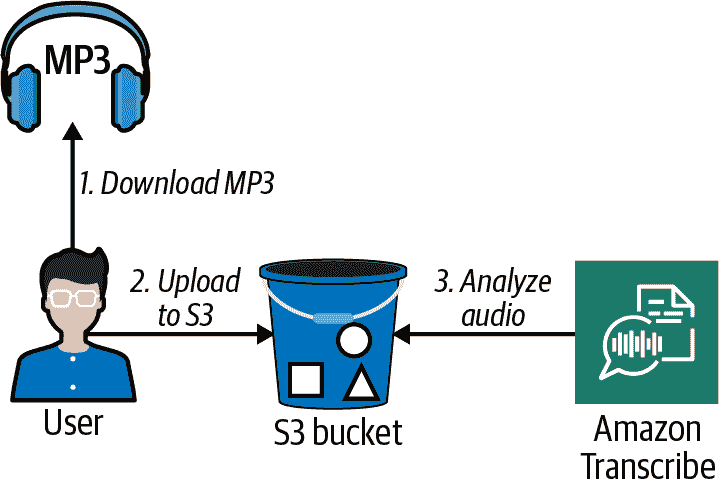 MP3
1. Download MP3
2. Upload
to S3
3. Analyze
audio
User
S3 bucket
Amazon
Transcribe